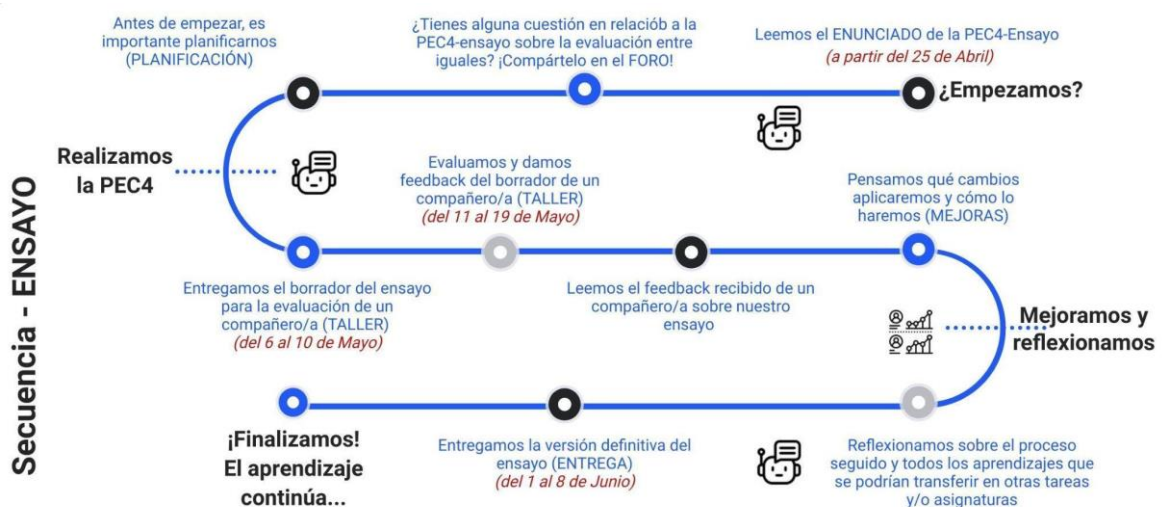 Secuencia - ENSAYO
Antes de empezar, es
importante planificarnos
(PLANIFICACIÓN)
¿Tienes alguna cuestión en relaciób a la
PEC4-ensayo sobre la evaluación entre
iguales? ¡Compártelo en el FORO!
Leemos el ENUNCIADO de la PEC4-Ensayo
(a partir del 25 de Abril)
¿Empezamos?
Realizamos
la PEC4
Evaluamos y damos
feedback del borrador de un
compañero/a (TALLER)
(del 11 al 19 de Mayo)
Pensamos qué cambios
aplicaremos y cómo lo
haremos (MEJORAS)
Entregamos el borrador del ensayo
para la evaluación de un
compañero/a (TALLER)
(del 6 al 10 de Mayo)
Leemos el feedback recibido de un
compañero/a sobre nuestro
ensayo
Mejoramos y
reflexionamos
¡Finalizamos!
El aprendizaje
continúa...
Entregamos la versión definitiva del
ensayo (ENTREGA)
(del 1 al 8 de Junio)
Reflexionamos sobre el proceso
seguido y todos los aprendizajes que
se podrían transferir en otras tareas
y/o asignaturas